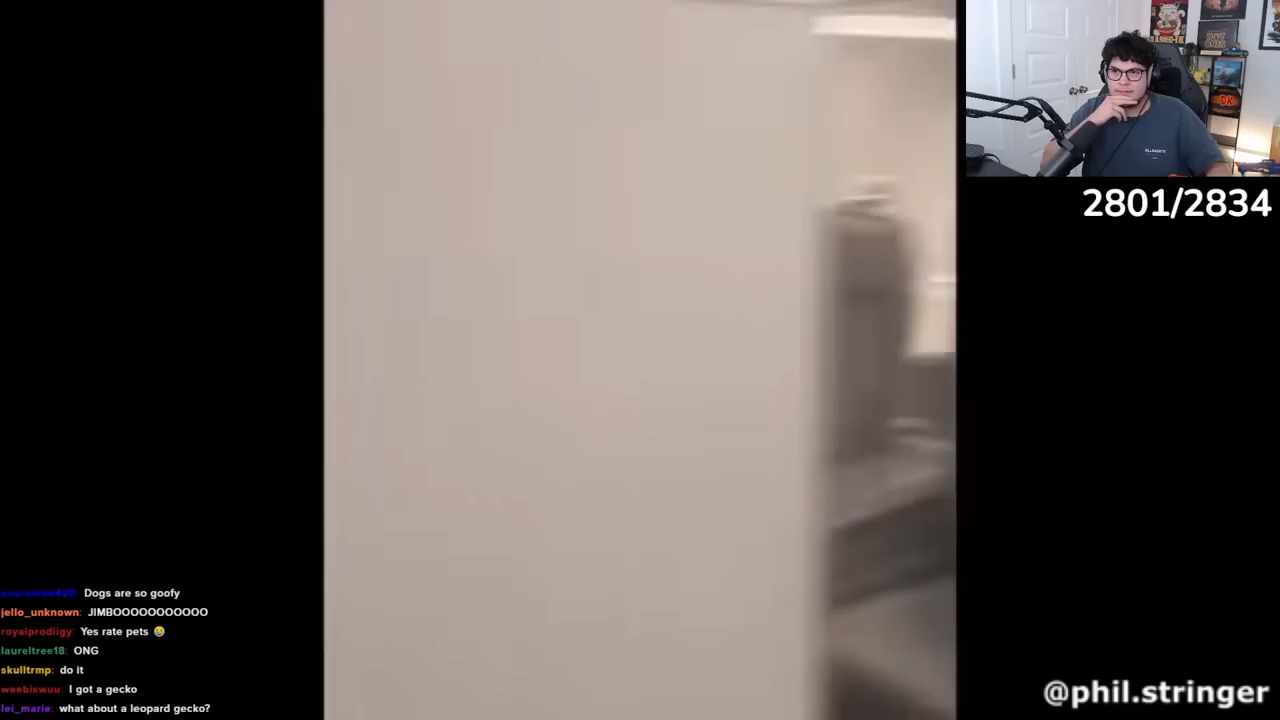 2801/2834
Dogs are so goofy
jello_unknown: JIMBOOOOOOOOOOO
royalprodiigy: Yes rate pets 😂
laureltree18: ONG
skulltrmp: do it
weebiswuu: I got a gecko
lei_marie: what about a leopard gecko?
@phil.stringer